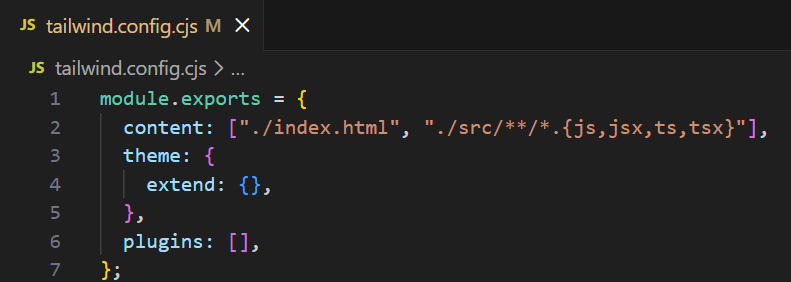 JS tailwind.config.cjs M ×
JS tailwind.config.cjs > ...
1 module.exports = {
2   content: ["./index.html", "./src/**/*.{js,jsx,ts,tsx}"],
3   theme: {
4     extend: {},
5   },
6   plugins: [],
7 };